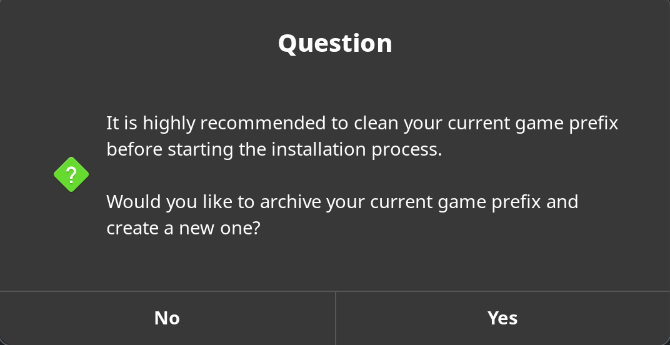 Question
It is highly recommended to clean your current game prefix
before starting the installation process.
Would you like to archive your current game prefix and
create a new one?
No
Yes